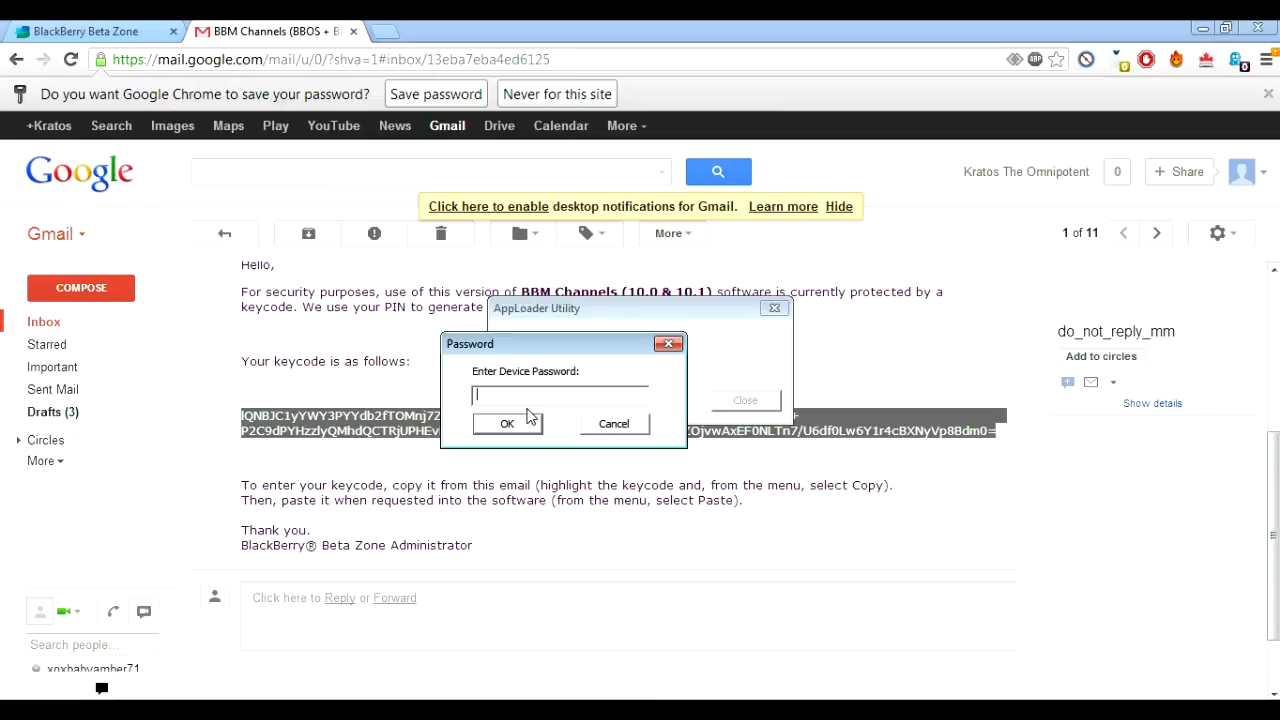 BlackBerry Beta Zone
BBM Channels (BBOS + B
https://mail.google.com/mail/u/0/?shva=1#inbox/13eba7eba4ed6125
ABP
0
0
Do you want Google Chrome to save your password?
Save password
Never for this site
+Kratos Search Images Maps Play YouTube News Gmail Drive Calendar More
Google
Kratos The Omnipotent
0
+ Share
Click here to enable desktop notifications for Gmail. Learn more Hide
Gmail
More
1 of 11
COMPOSE
Inbox
Starred
Important
Sent Mail
Drafts (3)
Circles
More
Search people...
xoxbabyamber71
Hello,
For security purposes, use of this version of BBM Channels (10.0 & 10.1) software is currently protected by a
keycode. We use your PIN to generate
Your keycode is as follows:
lQNBJC1yYWY3PYYdb2fTOMnj7Z
+
P2C9dPYHzzlyQMhdQCTRjUPHEv
OjvwAxEF0NLTn7/U6df0Lw6Y1r4cBXNyVp8Bdm0=
To enter your keycode, copy it from this email (highlight the keycode and, from the menu, select Copy).
Then, paste it when requested into the software (from the menu, select Paste).
Thank you.
BlackBerry® Beta Zone Administrator
Click here to Reply or Forward
AppLoader Utility
Close
Password
Enter Device Password:
OK
Cancel
do_not_reply_mm
Add to circles
Show details